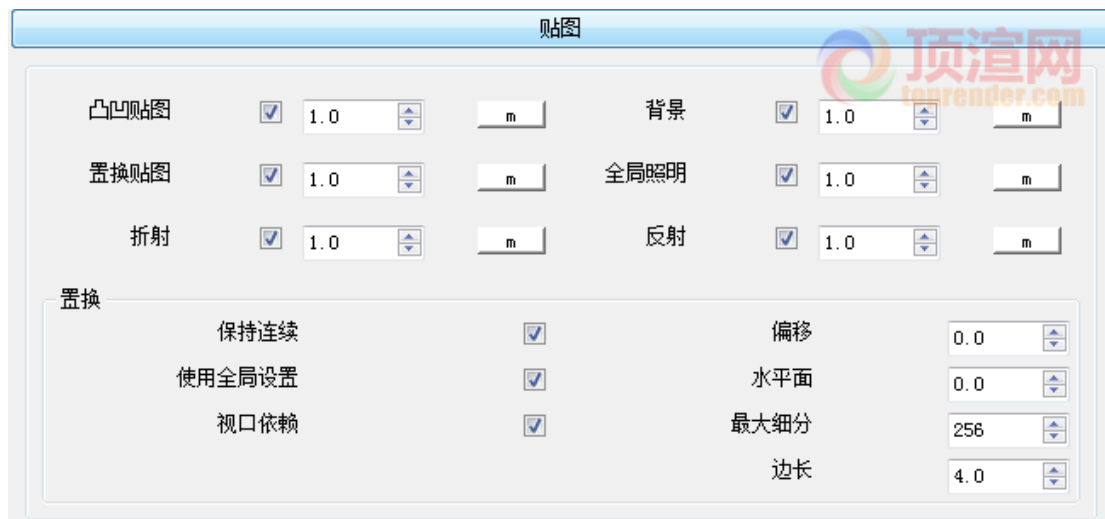 贴图
顶渲网
toprender.com
凸凹贴图 1.0 m 背景 1.0 m
置换贴图 1.0 m 全局照明 1.0 m
折射 1.0 m 反射 1.0 m
置换
保持连续 偏移 0.0
使用全局设置 水平面 0.0
视口依赖 最大细分 256
边长 4.0